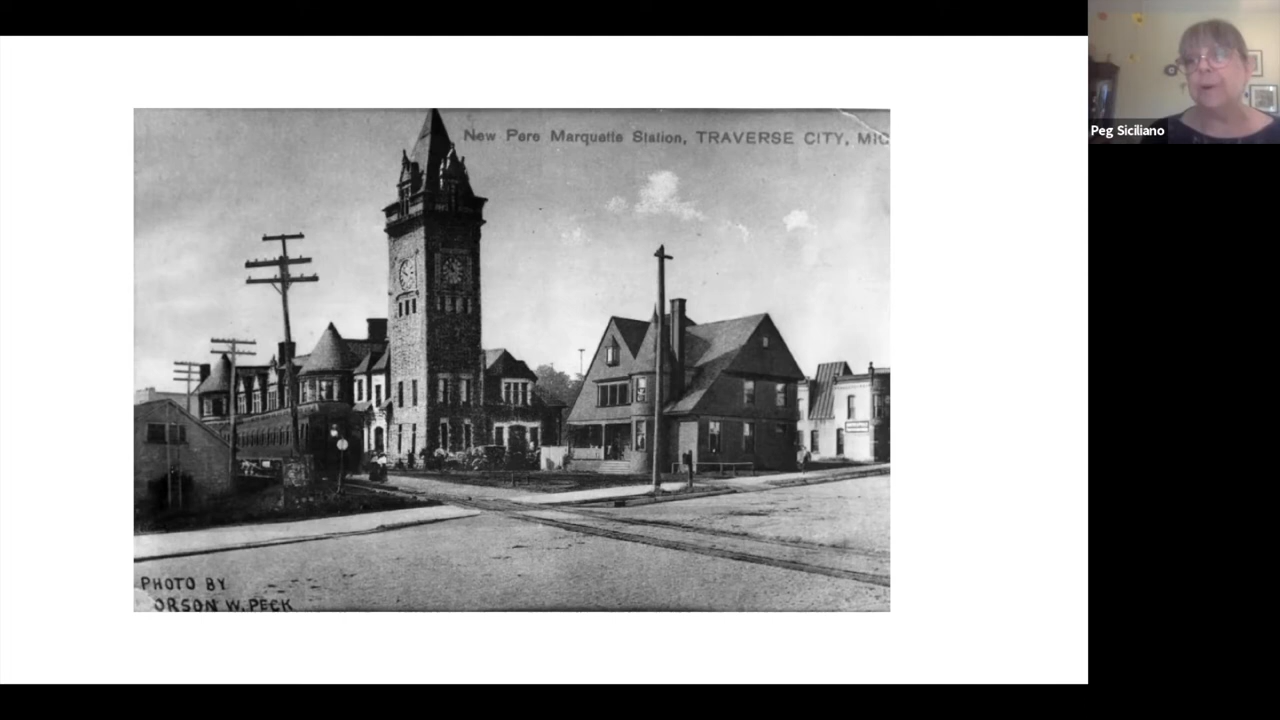 New Pere Marquette Station, TRAVERSE CITY, MIC
PHOTO BY
ORSON W. PECK
Peg Siciliano